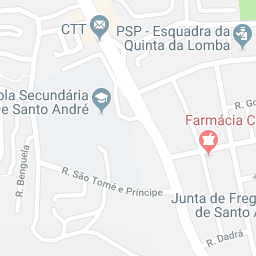 CTT
PSP - Esquadra da
Quinta da Lomba
ola Secundária
De Santo André
R. Go
Farmácia C
R. Benguela
R. São Tomé e Príncipe
Junta de Freg
de Santo A
R. Dadrá